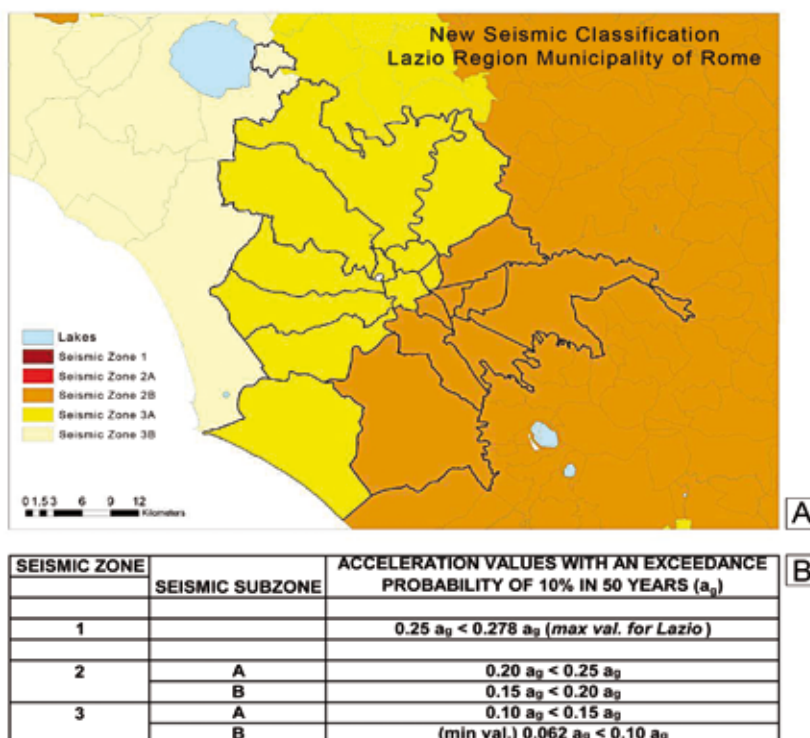 New Seismic Classification
Lazio Region Municipality of Rome
Lakes
Seismic Zone 1
Seismic Zone 2A
Seismic Zone 2B
Seismic Zone 3A
Seismic Zone 3B
0 1,5 3 6 9 12
Kilometers
A
B
SEISMIC ZONE SEISMIC SUBZONE ACCELERATION VALUES WITH AN EXCEEDANCE
PROBABILITY OF 10% IN 50 YEARS (ag)
1 0.25 ag < 0.278 ag (max val. for Lazio)
2 A 0.20 ag < 0.25 ag
B 0.15 ag < 0.20 ag
3 A 0.10 ag < 0.15 ag
B (min val.) 0.062 ag < 0.10 ag